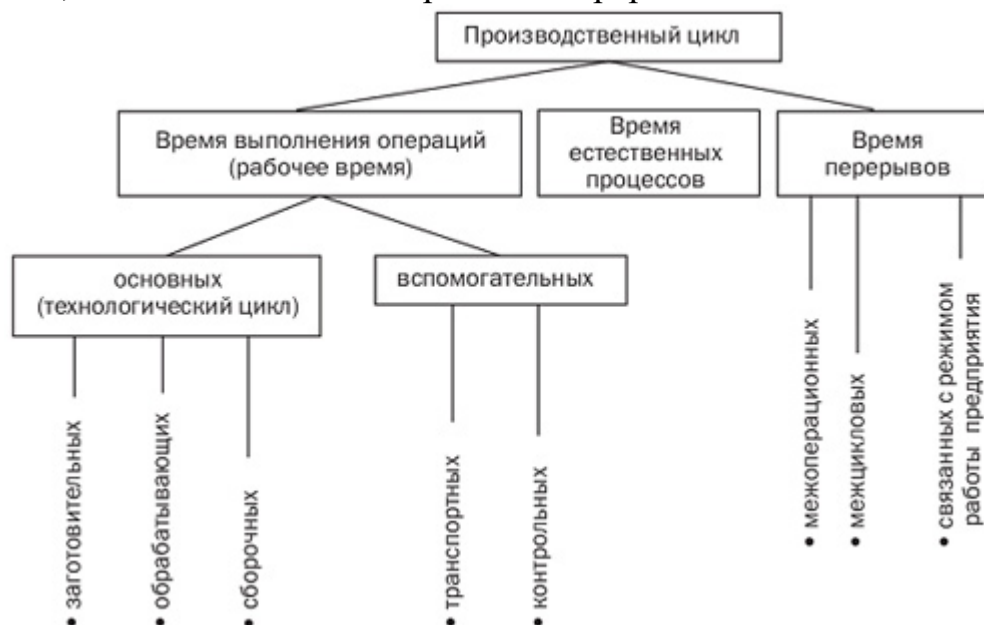 Производственный цикл
Время выполнения операций
(рабочее время)
Время
естественных
процессов
Время
перерывов
основных
(технологический цикл)
вспомогательных
• заготовительных
• обрабатывающих
• сборочных
• транспортных
• контрольных
• межоперационных
• межцикловых
• связанных с режимом
работы предприятия